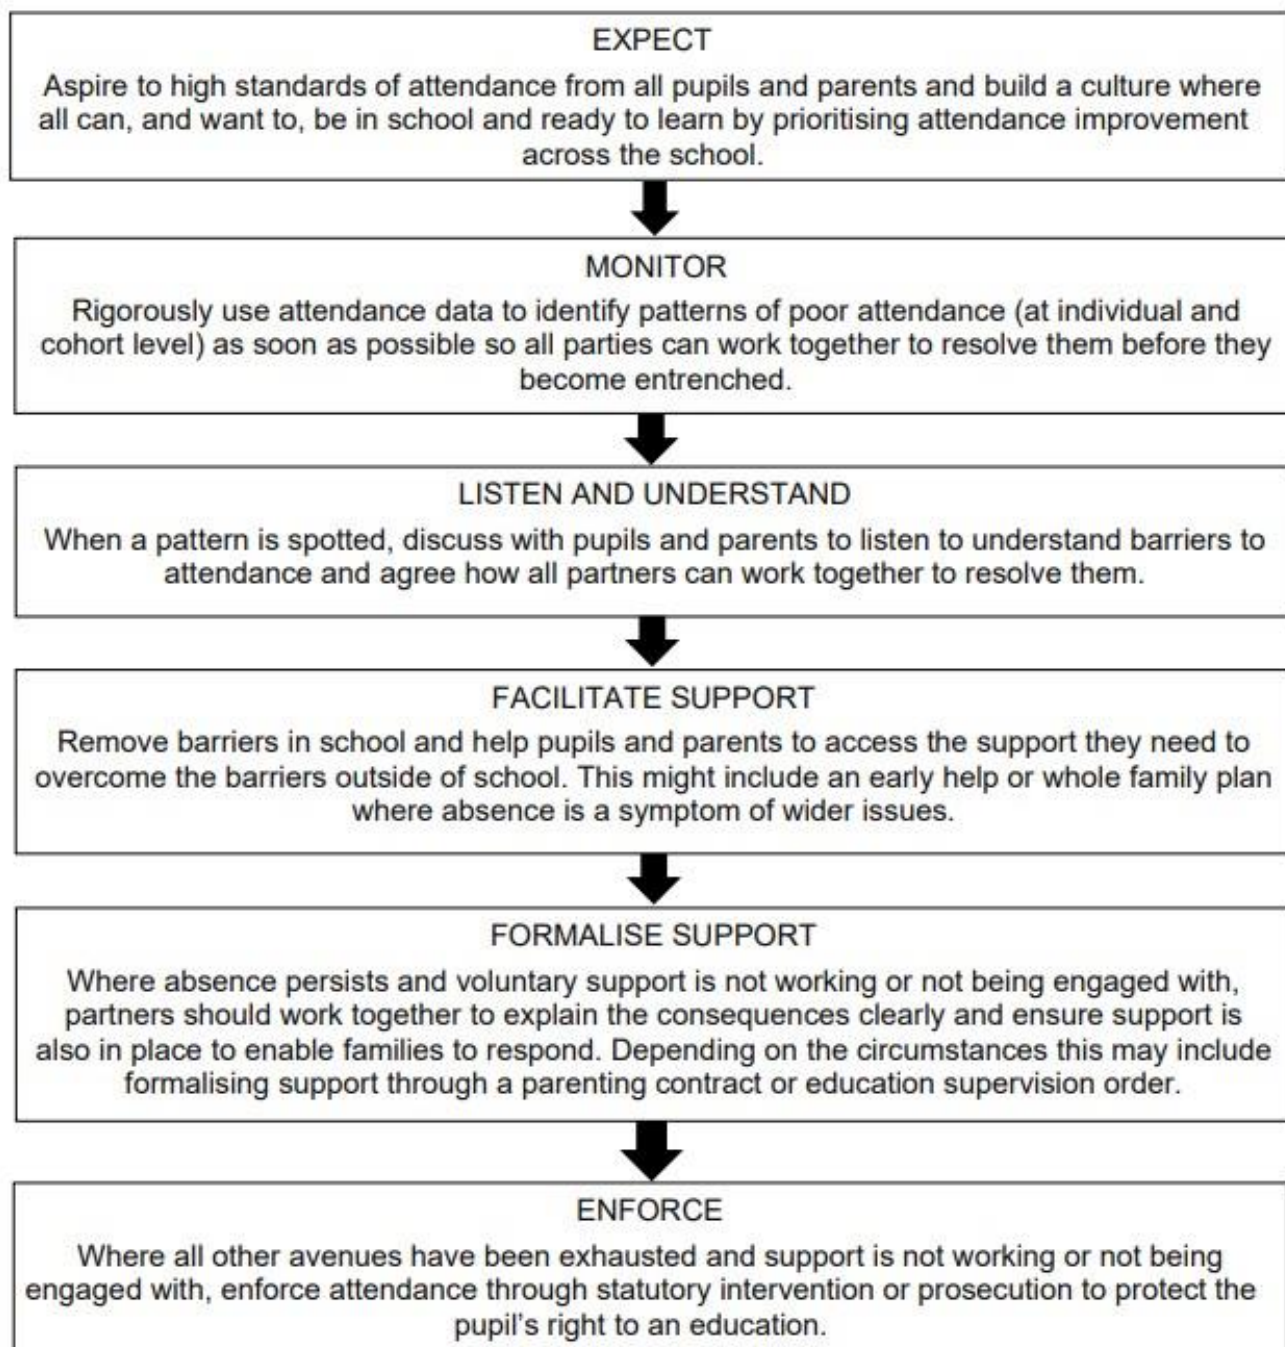 EXPECT
Aspire to high standards of attendance from all pupils and parents and build a culture where
all can, and want to, be in school and ready to learn by prioritising attendance improvement
across the school.
MONITOR
Rigorously use attendance data to identify patterns of poor attendance (at individual and
cohort level) as soon as possible so all parties can work together to resolve them before they
become entrenched.
LISTEN AND UNDERSTAND
When a pattern is spotted, discuss with pupils and parents to listen to understand barriers to
attendance and agree how all partners can work together to resolve them.
FACILITATE SUPPORT
Remove barriers in school and help pupils and parents to access the support they need to
overcome the barriers outside of school. This might include an early help or whole family plan
where absence is a symptom of wider issues.
FORMALISE SUPPORT
Where absence persists and voluntary support is not working or not being engaged with,
partners should work together to explain the consequences clearly and ensure support is
also in place to enable families to respond. Depending on the circumstances this may include
formalising support through a parenting contract or education supervision order.
ENFORCE
Where all other avenues have been exhausted and support is not working or not being
engaged with, enforce attendance through statutory intervention or prosecution to protect the
pupil's right to an education.